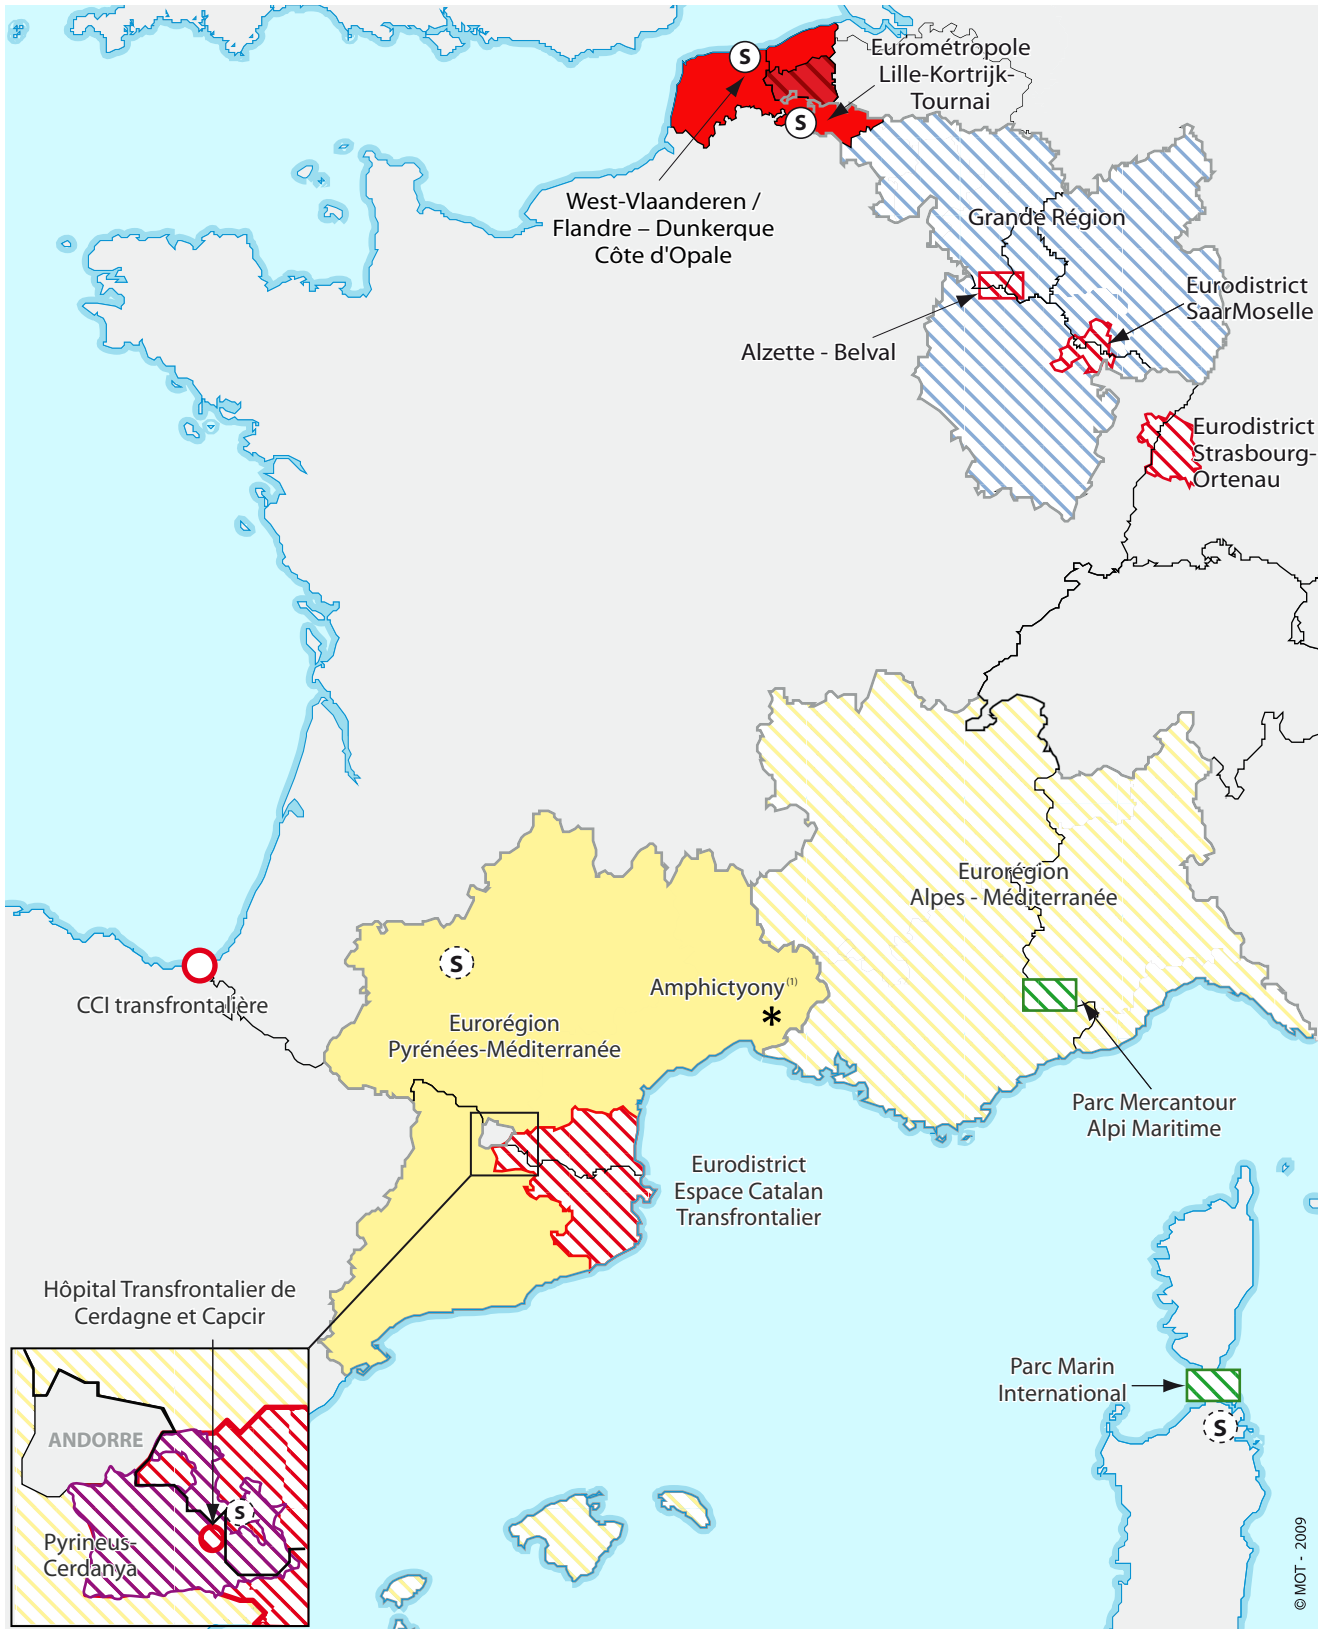 S
Eurométropole
Lille-Kortrijk-
Tournai
S
West-Vlaanderen /
Flandre – Dunkerque
Côte d'Opale
Grande Région
Eurodistrict
SaarMoselle
Alzette - Belval
Eurodistrict
Strasbourg-
Ortenau
Eurorégion
Alpes - Méditerranée
S
Amphictyony (1)
*
CCI transfrontalière
Eurorégion
Pyrénées-Méditerranée
Parc Mercantour
Alpi Maritime
Eurodistrict
Espace Catalan
Transfrontalier
Hôpital Transfrontalier de
Cerdagne et Capcir
Parc Marin
International
S
ANDORRE
S
Pyrineus-
Cerdanya
© MOT - 2009